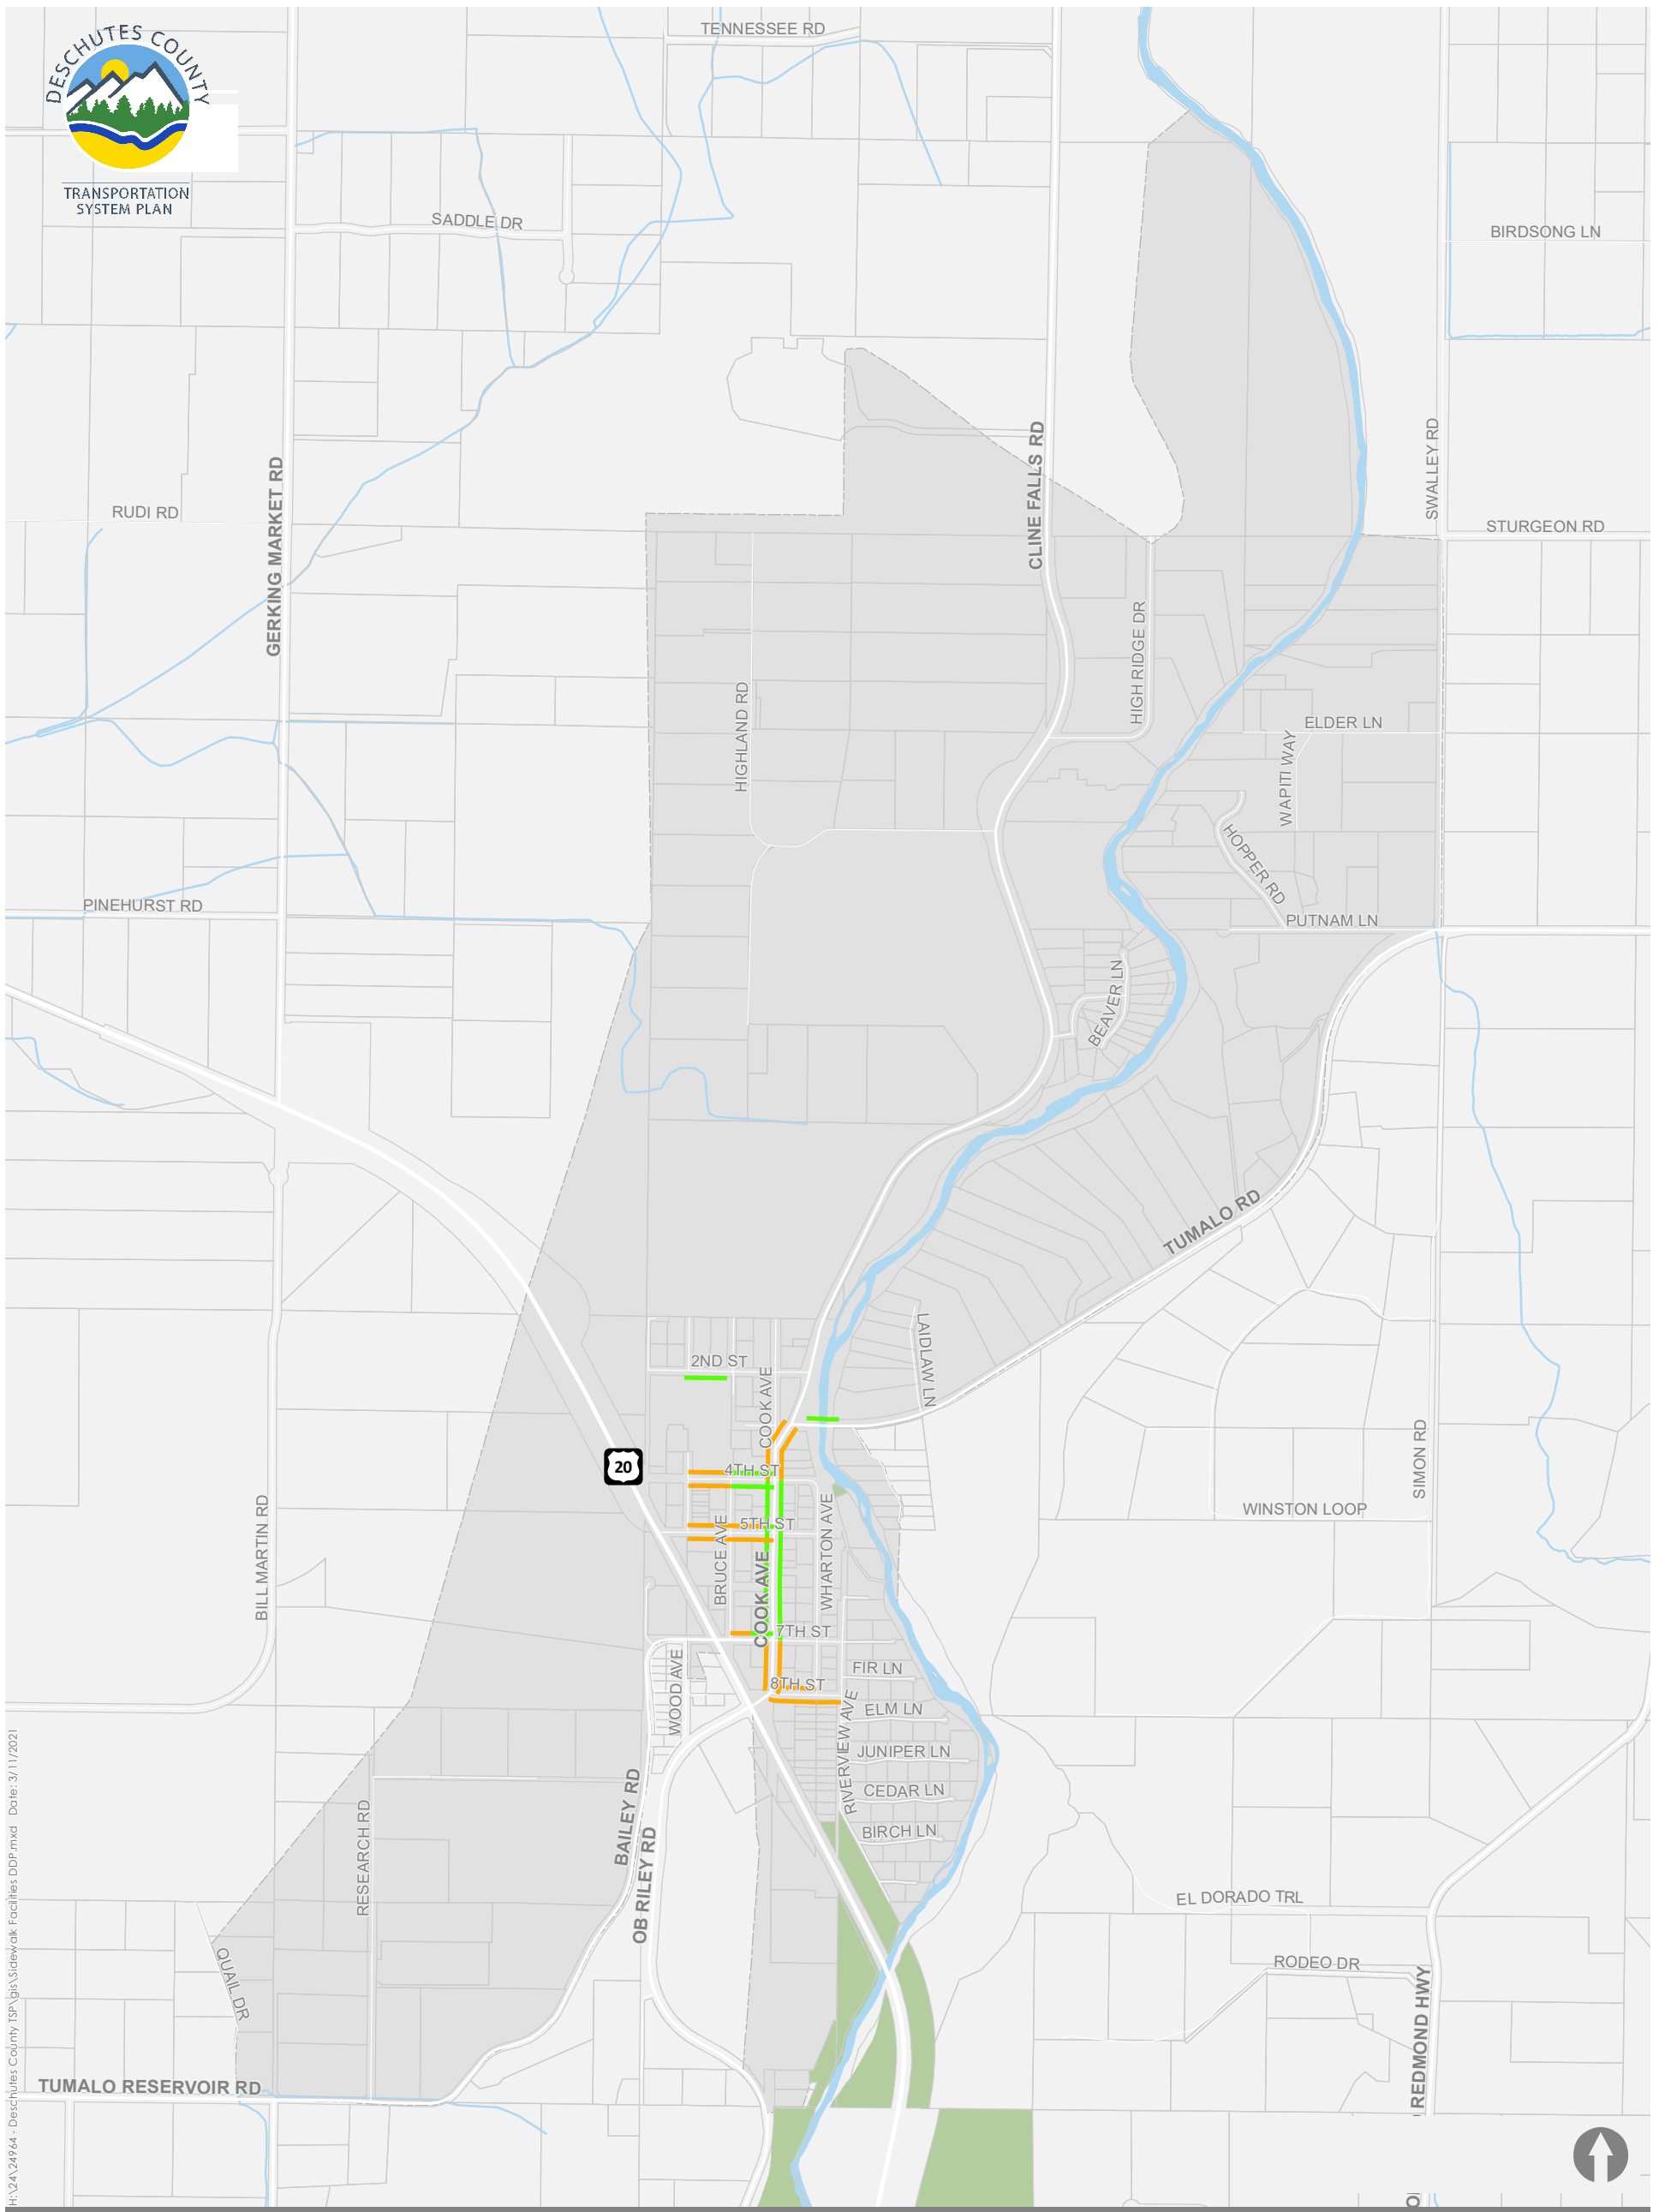 DESCHUTES COUNTY
TRANSPORTATION
SYSTEM PLAN
TENNESSEE RD
SADDLE DR
BIRDSONG LN
GERKING MARKET RD
CLINE FALLS RD
SWALLEY RD
RUDI RD
STURGEON RD
HIGH RIDGE DR
HIGHLAND RD
ELDER LN
WAPITI WAY
HOPPER RD
PINEHURST RD
PUTNAM LN
BEAVER LN
TUMALO RD
LAIDLAW LN
2ND ST
COOK AVE
20
4TH ST
SIMON RD
BILL MARTIN RD
WINSTON LOOP
5TH ST
BRUCE AVE
WHARTON AVE
COOK AVE
7TH ST
WOOD AVE
FIR LN
8TH ST
ELM LN
RIVERVIEW AVE
JUNIPER LN
CEDAR LN
BIRCH LN
BAILEY RD
OB RILEY RD
RESEARCH RD
EL DORADO TRL
RODEO DR
QUAIL DR
REDMOND HWY
TUMALO RESERVOIR RD
H:\24\24964 - Deschutes County TSP\gis\Sidewalk Facilities DDP.mxd Date: 3/11/2021